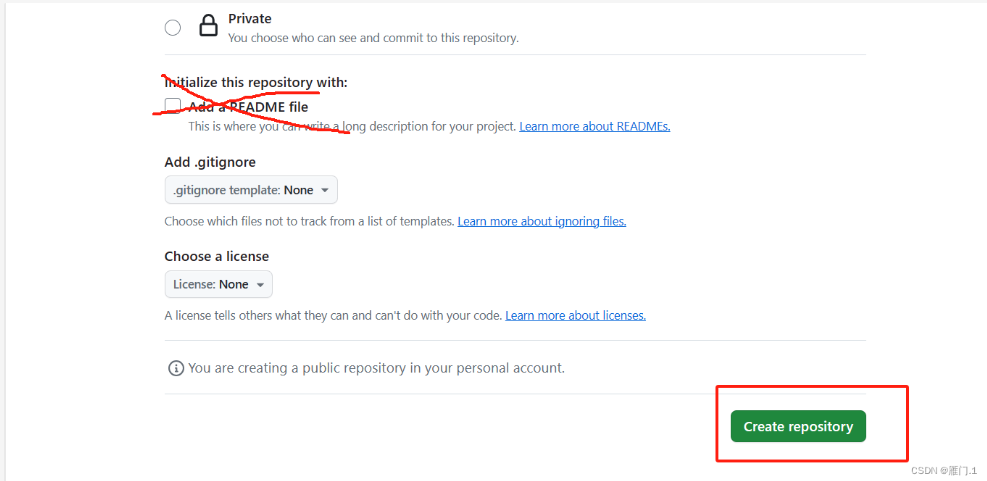 Private
You choose who can see and commit to this repository.
Initialize this repository with:
Add a README file
This is where you can write a long description for your project. Learn more about READMEs.
Add .gitignore
.gitignore template: None
Choose which files not to track from a list of templates. Learn more about ignoring files.
Choose a license
License: None
A license tells others what they can and can't do with your code. Learn more about licenses.
You are creating a public repository in your personal account.
Create repository
CSDN @雁门.1